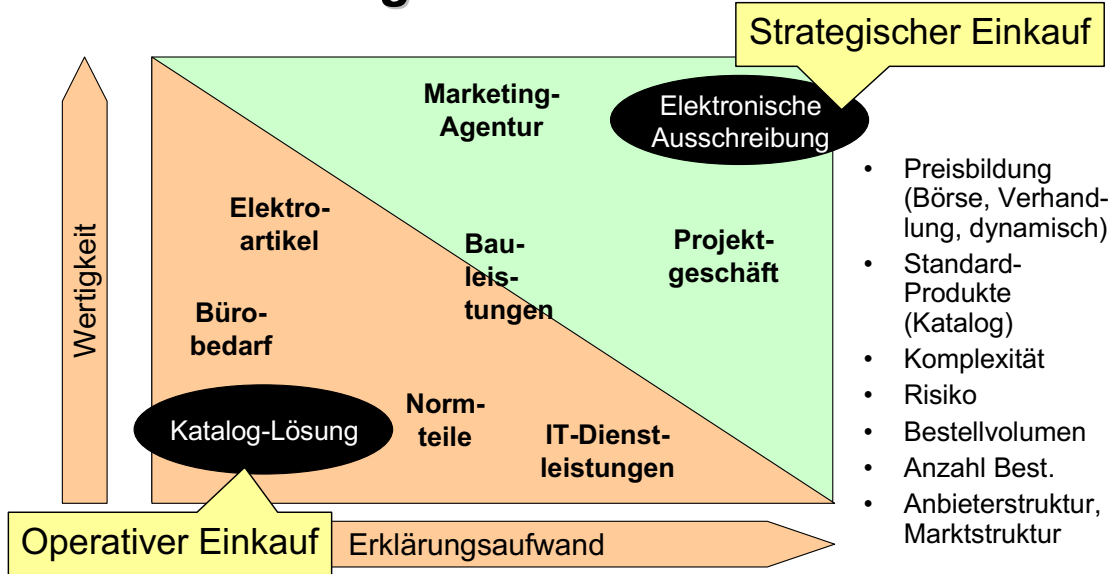 Strategischer Einkauf
Marketing-
Agentur
Elektronische
Ausschreibung
Elektro-
artikel
Bau-
leis-
tungen
Projekt-
geschäft
Wertigkeit
Büro-
bedarf
Norm-
teile
Katalog-Lösung
IT-Dienst-
leistungen
Operativer Einkauf
Erklärungsaufwand
• Preisbildung
(Börse, Verhand-
lung, dynamisch)
• Standard-
Produkte
(Katalog)
• Komplexität
• Risiko
• Bestellvolumen
• Anzahl Best.
• Anbieterstruktur,
Marktstruktur